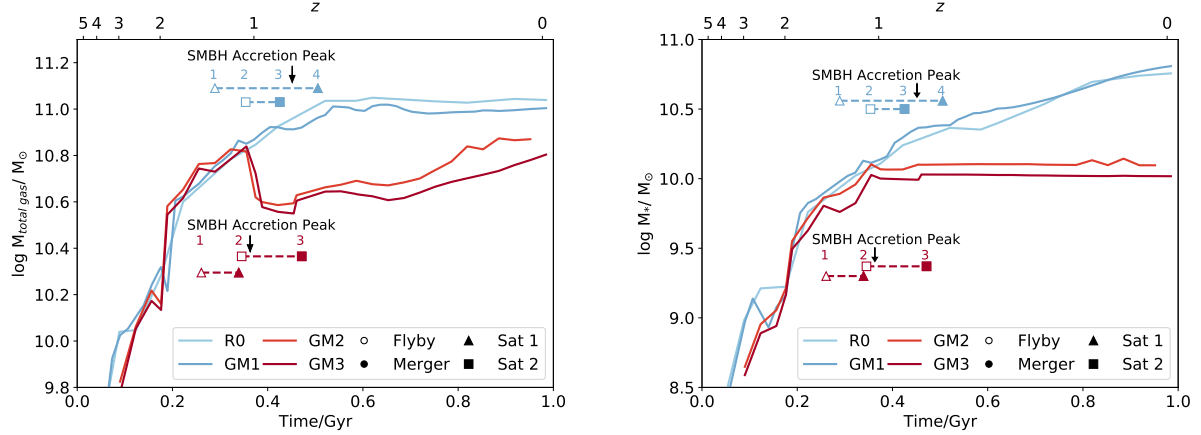 z
5 4 3 2 1 0
11.2
11.0
10.8
10.6
10.4
10.2
10.0
9.8
log M_total gas/ M_⊙
SMBH Accretion Peak
1 2 3 4
SMBH Accretion Peak
1 2 3
R0 GM2 Flyby Sat 1
GM1 GM3 Merger Sat 2
0.0 0.2 0.4 0.6 0.8 1.0
Time/Gyr
z
5 4 3 2 1 0
11.0
10.5
10.0
9.5
9.0
8.5
log M_*/ M_⊙
SMBH Accretion Peak
1 2 3 4
SMBH Accretion Peak
1 2 3
R0 GM2 Flyby Sat 1
GM1 GM3 Merger Sat 2
0.0 0.2 0.4 0.6 0.8 1.0
Time/Gyr